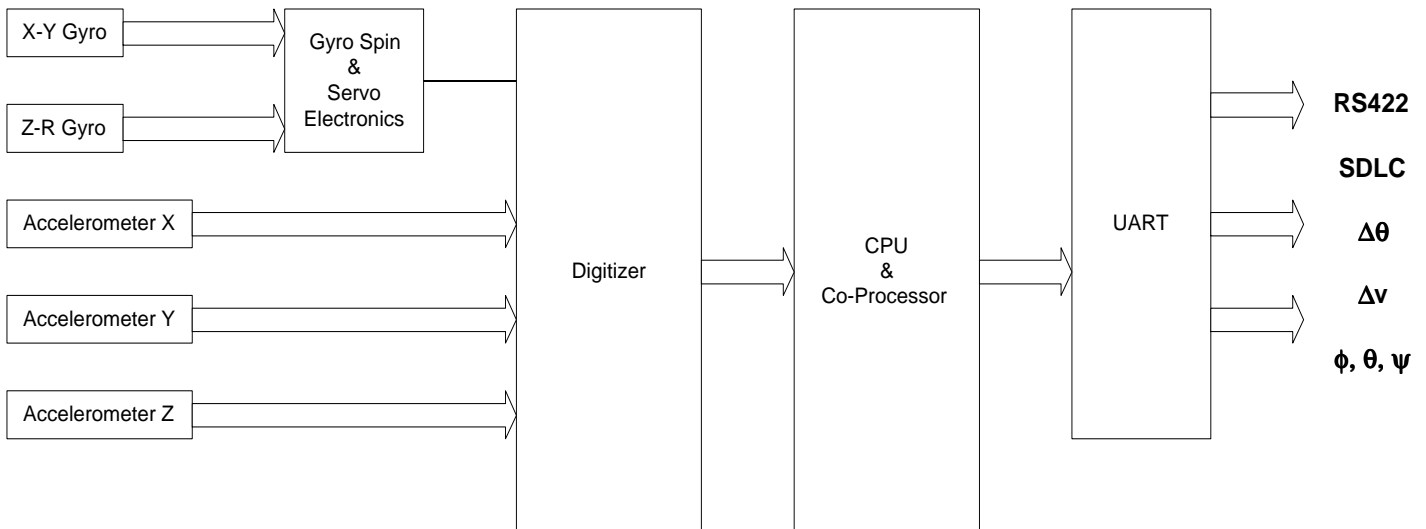 X-Y Gyro
Z-R Gyro
Gyro Spin
&
Servo
Electronics
Accelerometer X
Accelerometer Y
Accelerometer Z
Digitizer
CPU
&
Co-Processor
UART
RS422
SDLC
Δθ
Δv
ϕ, θ, ψ